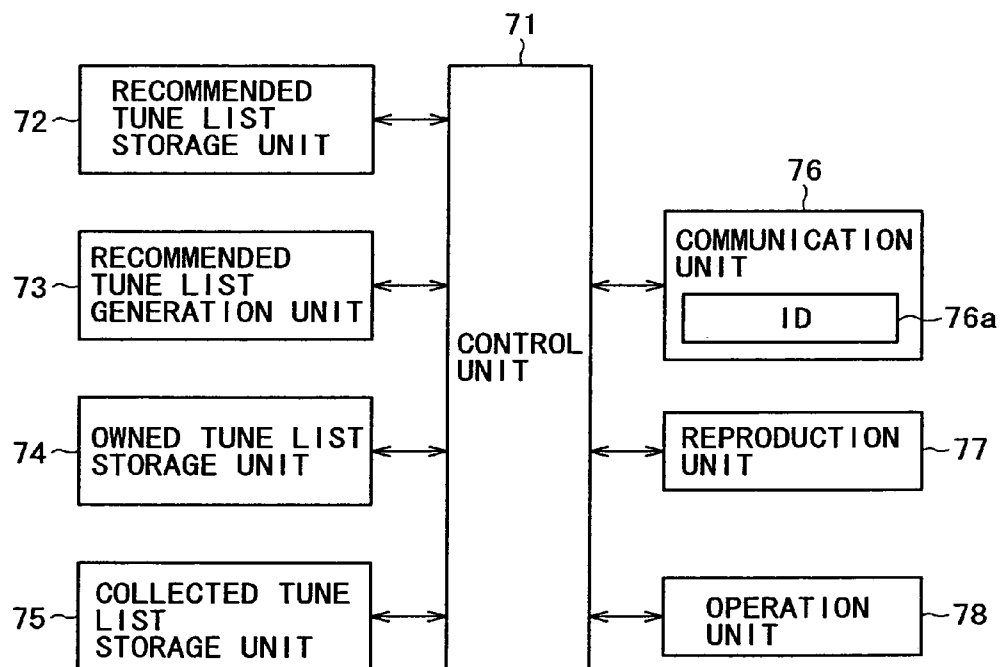 71
72
RECOMMENDED
TUNE LIST
STORAGE UNIT
73
RECOMMENDED
TUNE LIST
GENERATION UNIT
74
OWNED TUNE LIST
STORAGE UNIT
75
COLLECTED TUNE
LIST
STORAGE UNIT
CONTROL
UNIT
76
COMMUNICATION
UNIT
ID
76a
REPRODUCTION
UNIT
77
OPERATION
UNIT
78